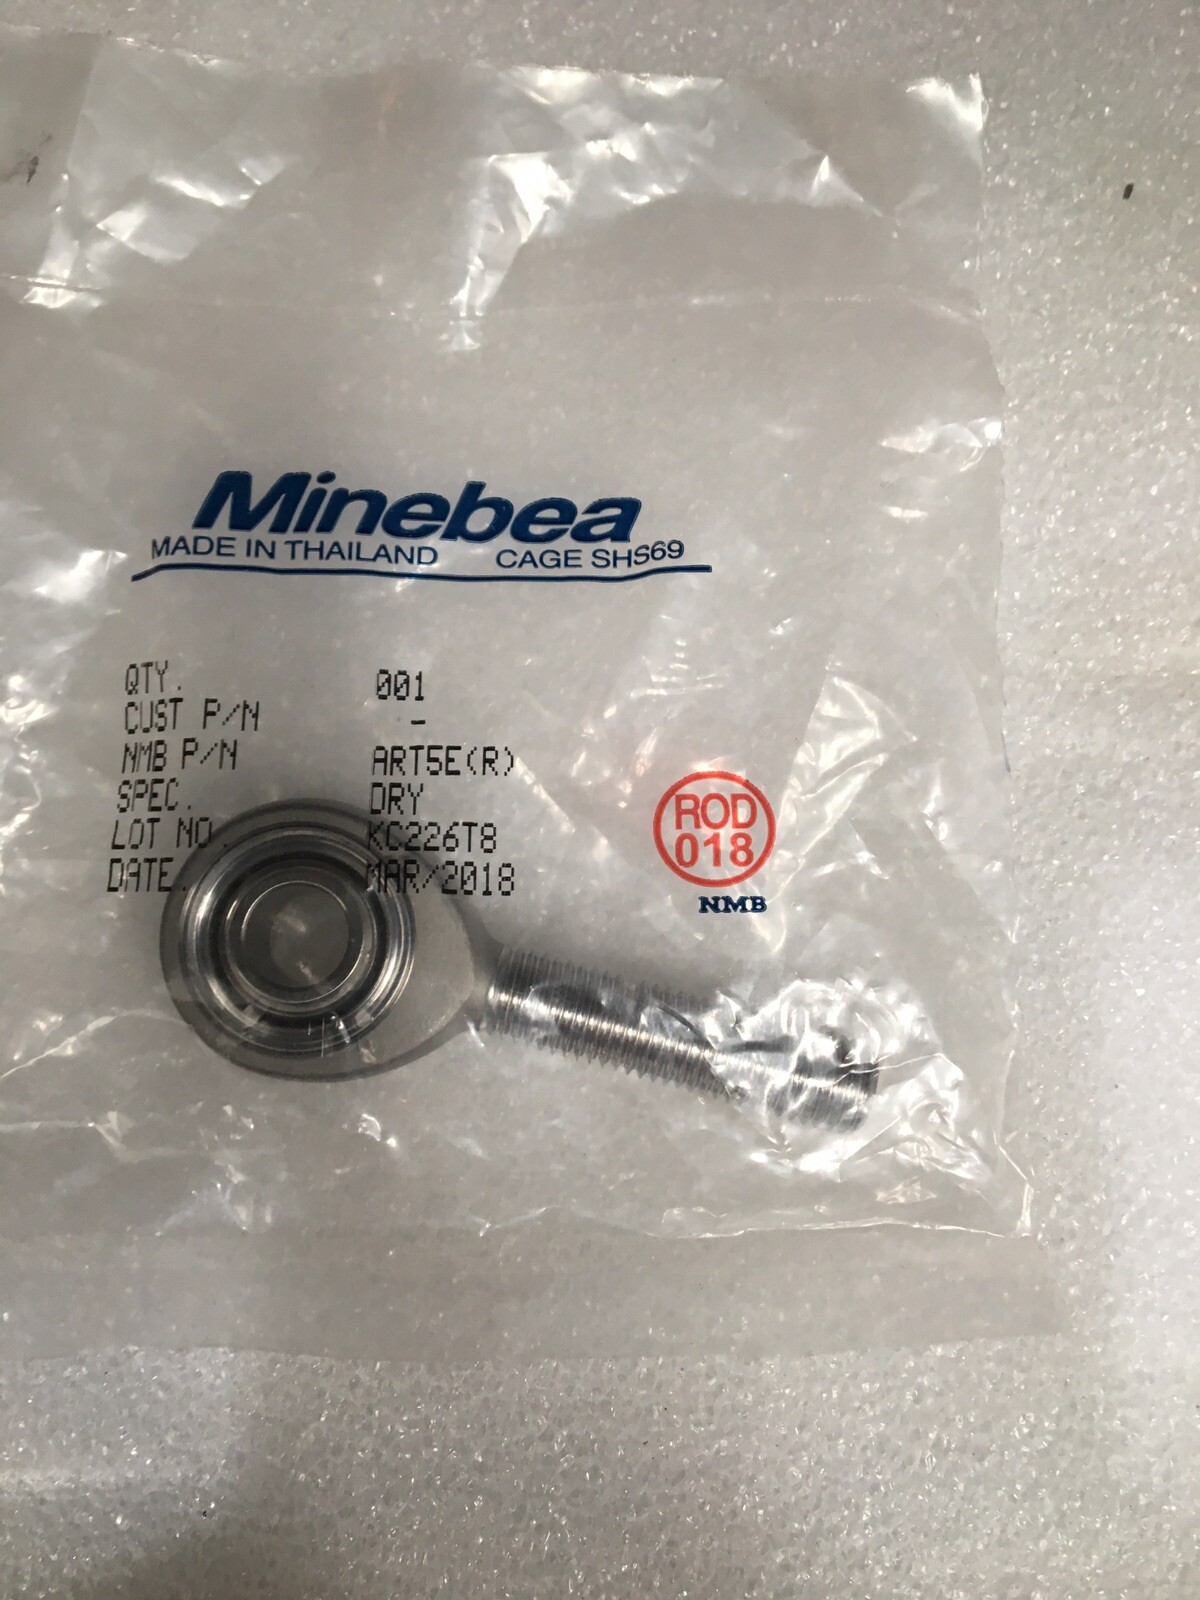 Minebea
MADE IN THAILAND CAGE SHS69
QTY. 001
CUST P/N -
NMB P/N ART5E(R)
SPEC. DRY
LOT NO. KC226T8
DATE. MAR/2018
ROD
018
NMB